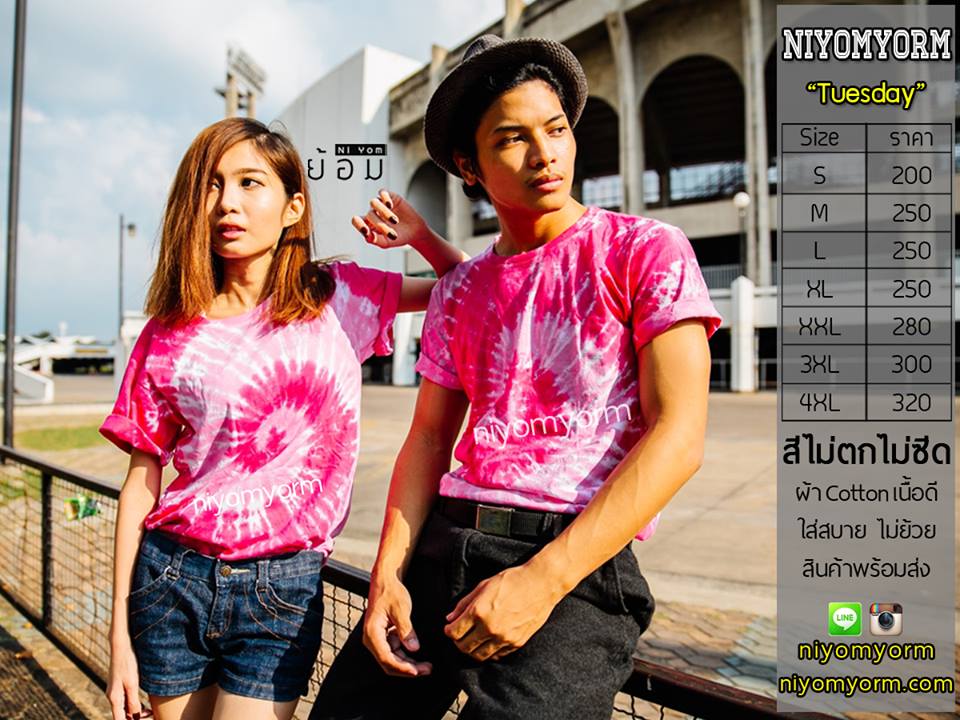 NI Yom
ย้อม
niyomyorm
niyomyorm
NIYOMYORM
“Tuesday”
Size ราคา
S 200
M 250
L 250
XL 250
XXL 280
3XL 300
4XL 320
สีไม่ตกไม่ซีด
ผ้า Cotton เนื้อดี
ใส่สบาย ไม่ย้วย
สินค้าพร้อมส่ง
LINE
niyomyorm
niyomyorm.com